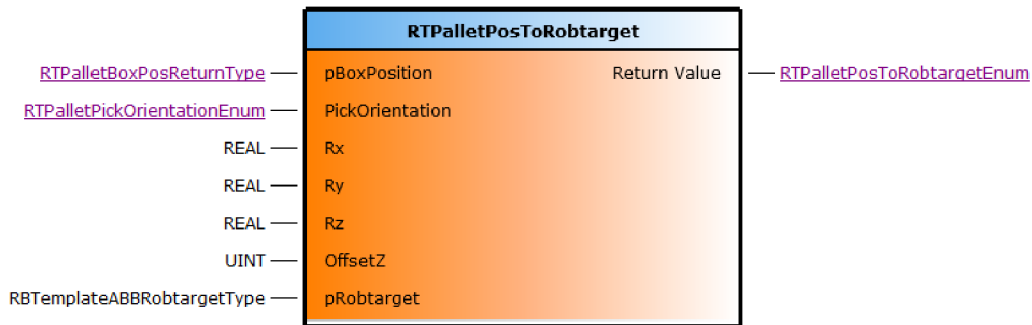 RTPalletPosToRobtarget
RTPalletBoxPosReturnType pBoxPosition Return Value RTPalletPosToRobtargetEnum
RTPalletPickOrientationEnum PickOrientation
REAL Rx
REAL Ry
REAL Rz
UINT OffsetZ
RBTemplateABBRobtargetType pRobtarget